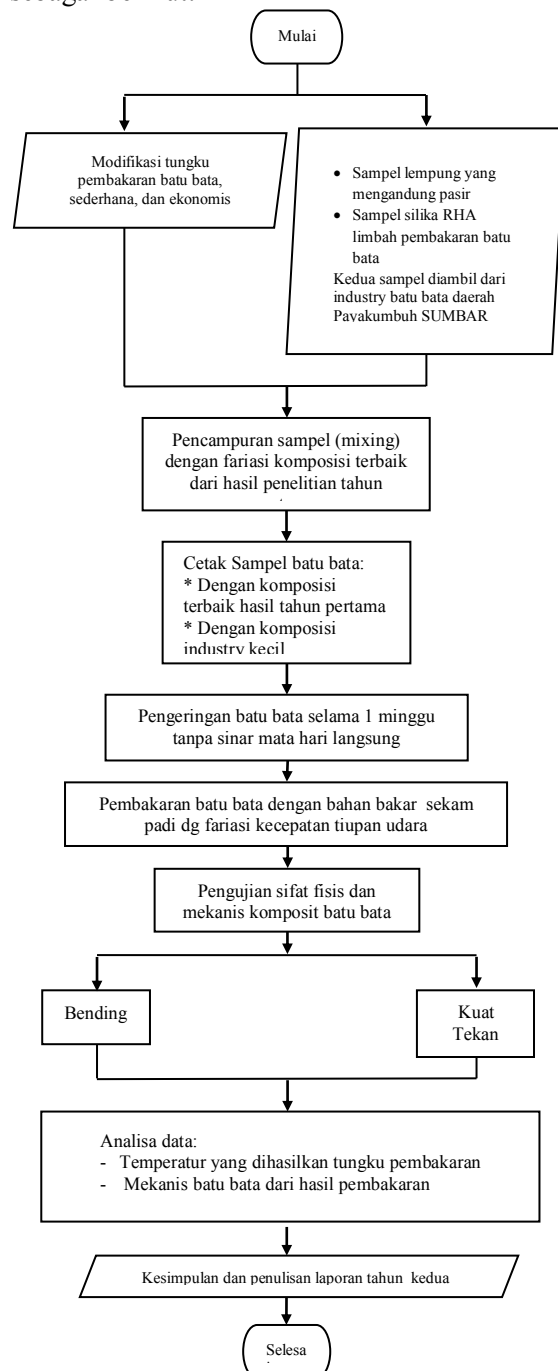 Mulai
Modifikasi tungku
pembakaran batu bata,
sederhana, dan ekonomis
• Sampel lempung yang
mengandung pasir
• Sampel silika RHA
limbah pembakaran batu
bata
Kedua sampel diambil dari
industry batu bata daerah
Payakumbuh SUMBAR
Pencampuran sampel (mixing)
dengan fariasi komposisi terbaik
dari hasil penelitian tahun
Cetak Sampel batu bata:
* Dengan komposisi
terbaik hasil tahun pertama
* Dengan komposisi
industry kecil
Pengeringan batu bata selama 1 minggu
tanpa sinar mata hari langsung
Pembakaran batu bata dengan bahan bakar sekam
padi dg fariasi kecepatan tiupan udara
Pengujian sifat fisis dan
mekanis komposit batu bata
Bending
Kuat
Tekan
Analisa data:
- Temperatur yang dihasilkan tungku pembakaran
- Mekanis batu bata dari hasil pembakaran
Kesimpulan dan penulisan laporan tahun kedua
Selesa